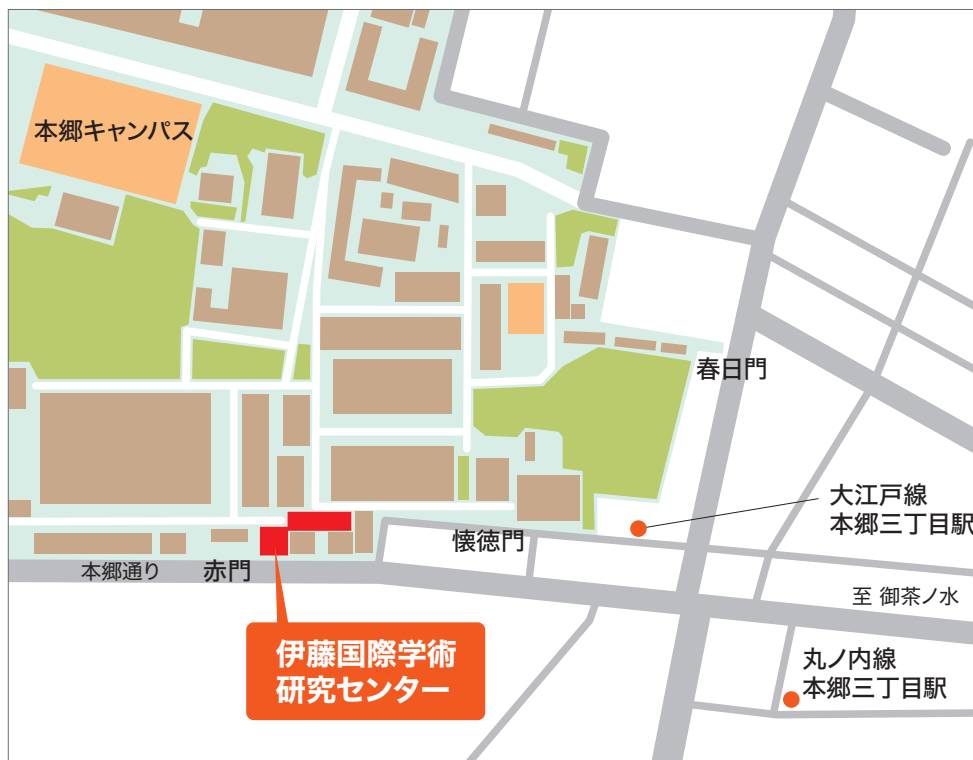 本郷キャンパス
春日門
大江戸線
本郷三丁目駅
懐徳門
本郷通り
赤門
至 御茶ノ水
伊藤国際学術
研究センター
丸ノ内線
本郷三丁目駅